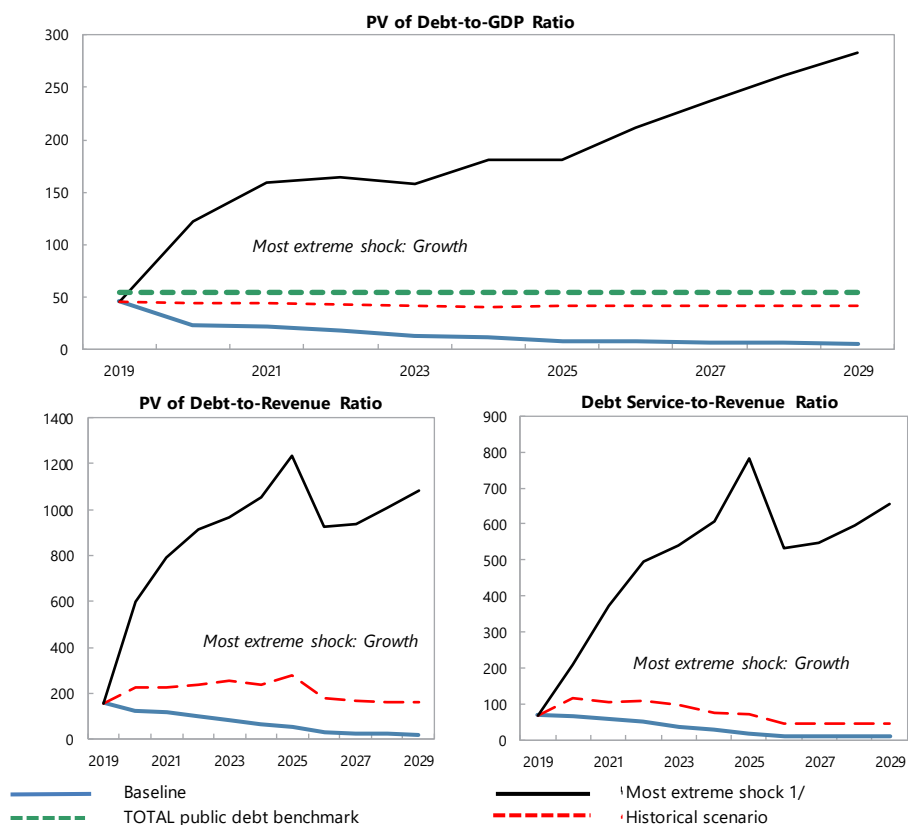 PV of Debt-to-GDP Ratio
300
250
200
150
100
50
0
Most extreme shock: Growth
2019 2021 2023 2025 2027 2029
PV of Debt-to-Revenue Ratio
1400
1200
1000
800
600
400
200
0
Most extreme shock: Growth
2019 2021 2023 2025 2027 2029
Debt Service-to-Revenue Ratio
900
800
700
600
500
400
300
200
100
0
Most extreme shock: Growth
2019 2021 2023 2025 2027 2029
Baseline
Most extreme shock 1/
TOTAL public debt benchmark
Historical scenario